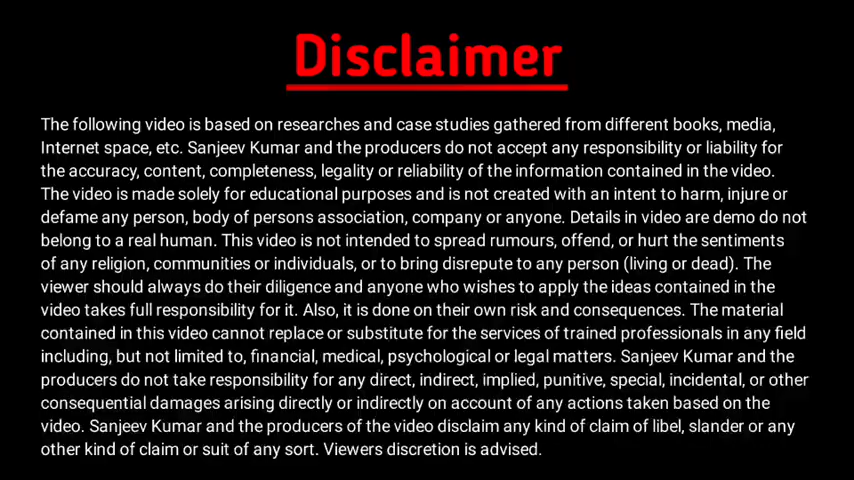 Disclaimer
The following video is based on researches and case studies gathered from different books, media,
Internet space, etc. Sanjeev Kumar and the producers do not accept any responsibility or liability for
the accuracy, content, completeness, legality or reliability of the information contained in the video.
The video is made solely for educational purposes and is not created with an intent to harm, injure or
defame any person, body of persons association, company or anyone. Details in video are demo do not
belong to a real human. This video is not intended to spread rumours, offend, or hurt the sentiments
of any religion, communities or individuals, or to bring disrepute to any person (living or dead). The
viewer should always do their diligence and anyone who wishes to apply the ideas contained in the
video takes full responsibility for it. Also, it is done on their own risk and consequences. The material
contained in this video cannot replace or substitute for the services of trained professionals in any field
including, but not limited to, financial, medical, psychological or legal matters. Sanjeev Kumar and the
producers do not take responsibility for any direct, indirect, implied, punitive, special, incidental, or other
consequential damages arising directly or indirectly on account of any actions taken based on the
video. Sanjeev Kumar and the producers of the video disclaim any kind of claim of libel, slander or any
other kind of claim or suit of any sort. Viewers discretion is advised.